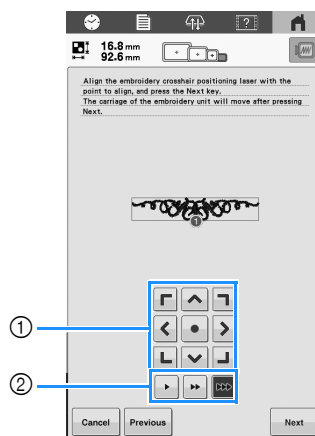 16.8 mm
92.6 mm
Align the embroidery crosshair positioning laser with the
point to align, and press the Next key.
The carriage of the embroidery unit will move after pressing
Next.
1
①
②
Cancel Previous Next